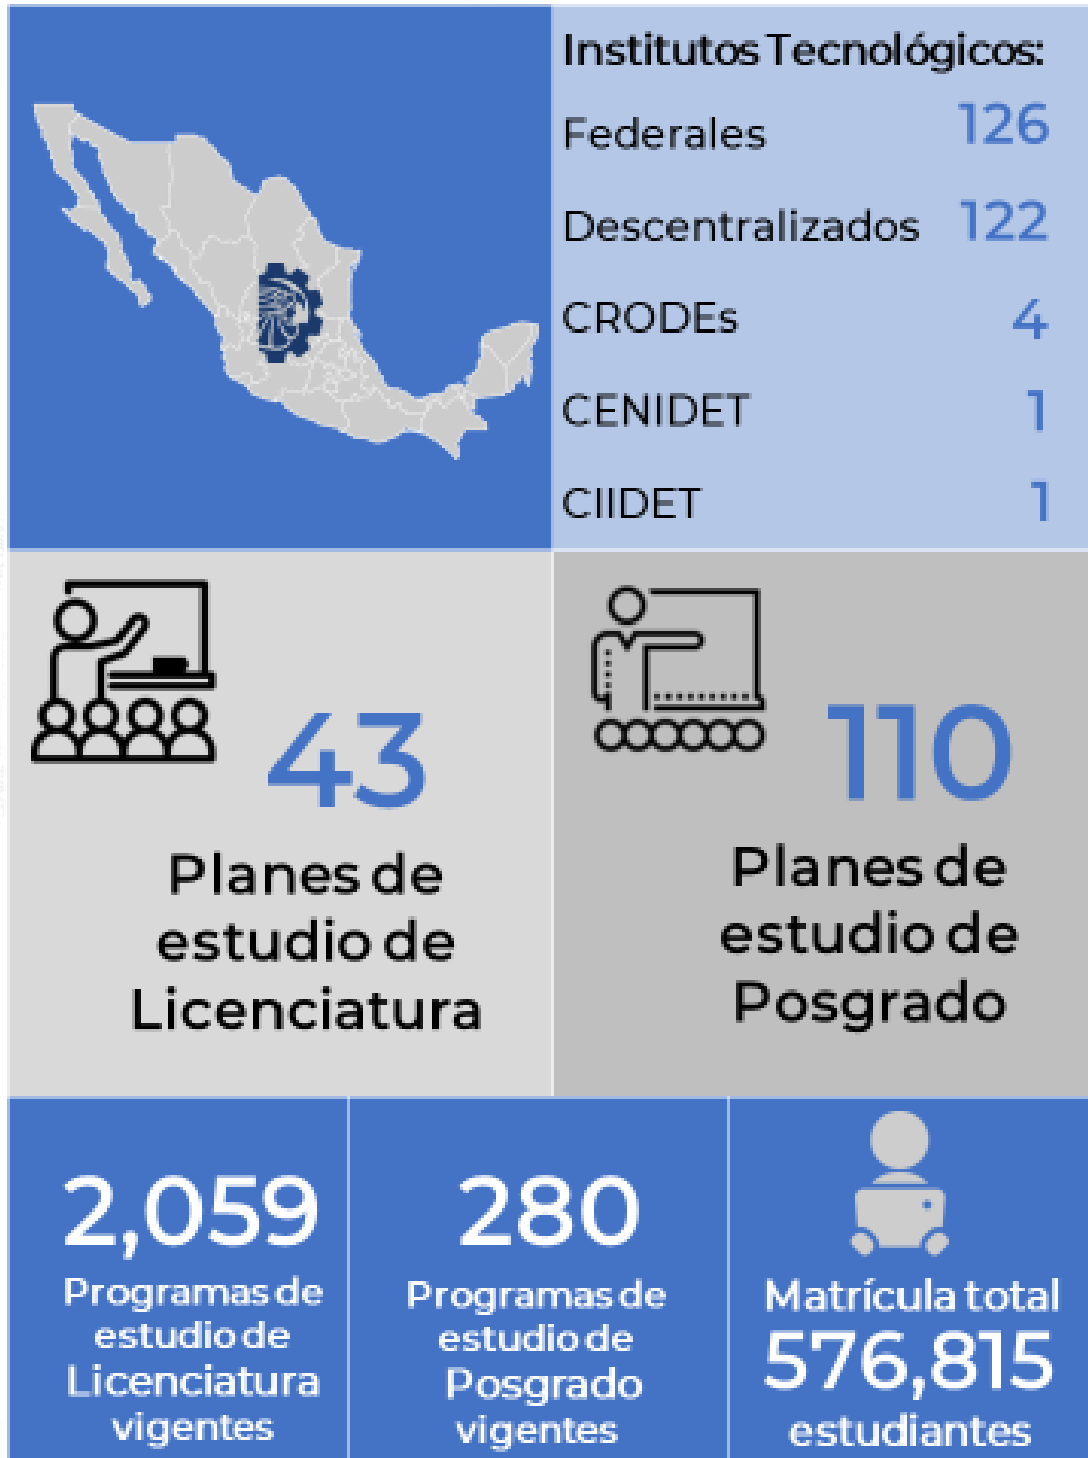 Institutos Tecnológicos:
Federales 126
Descentralizados 122
CRODEs 4
CENIDET 1
CIIDET 1
43
Planes de
estudio de
Licenciatura
110
Planes de
estudio de
Posgrado
2,059
Programas de
estudio de
Licenciatura
vigentes
280
Programas de
estudio de
Posgrado
vigentes
Matrícula total
576,815
estudiantes